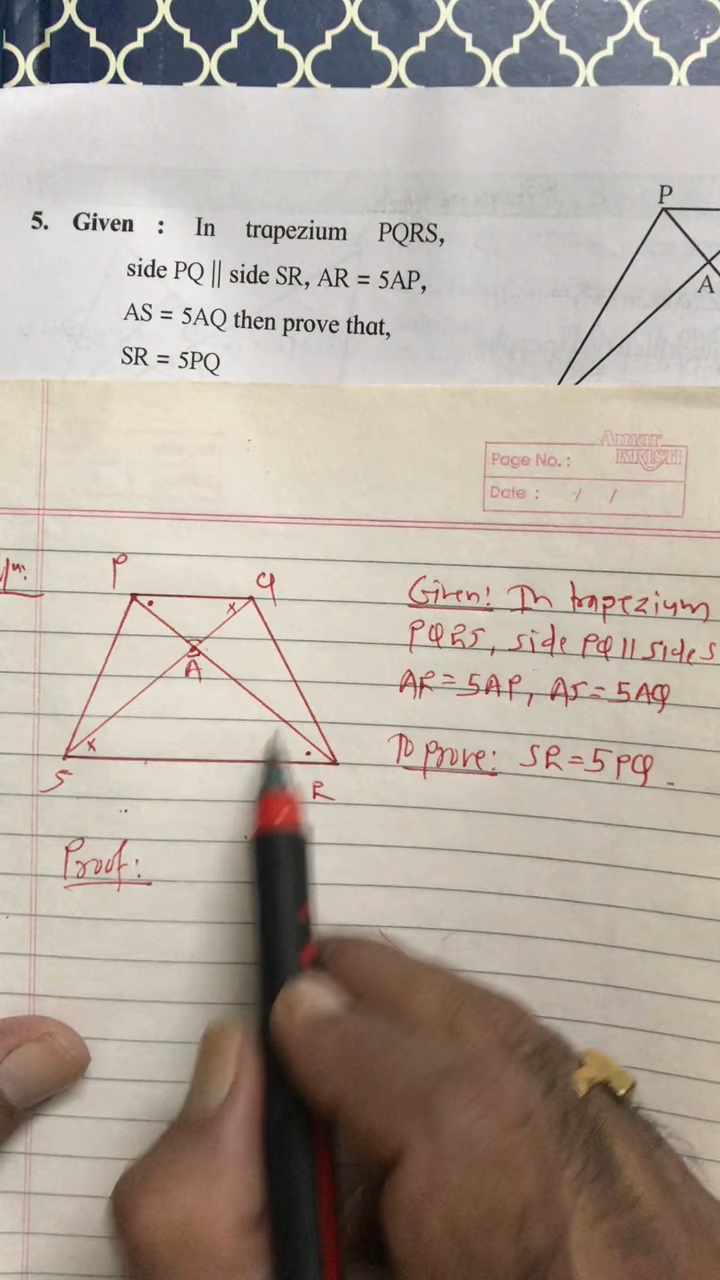 5. Given : In trapezium PQRS,
side PQ || side SR, AR = 5AP,
AS = 5AQ then prove that,
SR = 5PQ
P
A
Amar
Page No. :
Date : / /
P
Q
A
S
R
Given: In trapezium
PQRS, side PQ || side S
AR = 5AP, AS = 5AQ
To prove: SR = 5PQ.
Proof: